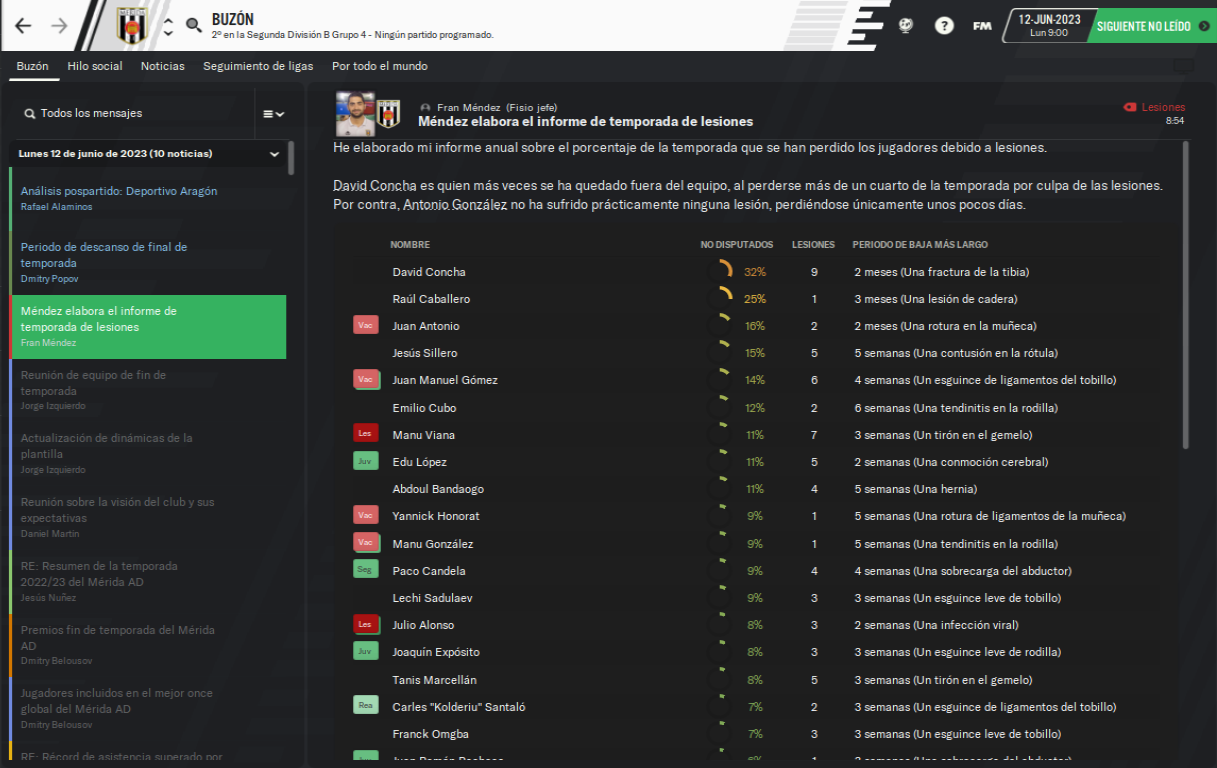 BUZÓN
2º en la Segunda División B Grupo 4 - Ningún partido programado.
?
FM
12-JUN-2023
Lun 9:00
SIGUIENTE NO LEÍDO
Buzón Hilo social Noticias Seguimiento de ligas Por todo el mundo
Todos los mensajes
Lunes 12 de junio de 2023 (10 noticias)
Análisis pospartido: Deportivo Aragón
Rafael Alaminos
Periodo de descanso de final de
temporada
Dmitry Popov
Méndez elabora el informe de
temporada de lesiones
Fran Méndez
Reunión de equipo de fin de
temporada
Jorge Izquierdo
Actualización de dinámicas de la
plantilla
Jorge Izquierdo
Reunión sobre la visión del club y sus
expectativas
Daniel Martín
RE: Resumen de la temporada
2022/23 del Mérida AD
Jesús Nuñez
Premios fin de temporada del Mérida
AD
Dmitry Belousov
Jugadores incluidos en el mejor once
global del Mérida AD
Dmitry Belousov
RE: Récord de asistencia superado por
Fran Méndez (Fisio jefe)
Méndez elabora el informe de temporada de lesiones
Lesiones
8:54
He elaborado mi informe anual sobre el porcentaje de la temporada que se han perdido los jugadores debido a lesiones.
David Concha es quien más veces se ha quedado fuera del equipo, al perderse más de un cuarto de la temporada por culpa de las lesiones.
Por contra, Antonio González no ha sufrido prácticamente ninguna lesión, perdiéndose únicamente unos pocos días.
NOMBRE NO DISPUTADOS LESIONES PERIODO DE BAJA MÁS LARGO
David Concha 32% 9 2 meses (Una fractura de la tibia)
Raúl Caballero 25% 1 3 meses (Una lesión de cadera)
Vac Juan Antonio 16% 2 2 meses (Una rotura en la muñeca)
Jesús Sillero 15% 5 5 semanas (Una contusión en la rótula)
Vac Juan Manuel Gómez 14% 6 4 semanas (Un esguince de ligamentos del tobillo)
Emilio Cubo 12% 2 6 semanas (Una tendinitis en la rodilla)
Les Manu Viana 11% 7 3 semanas (Un tirón en el gemelo)
Juv Edu López 11% 5 2 semanas (Una conmoción cerebral)
Abdoul Bandaogo 11% 4 5 semanas (Una hernia)
Vac Yannick Honorat 9% 1 5 semanas (Una rotura de ligamentos de la muñeca)
Vac Manu González 9% 1 5 semanas (Una tendinitis en la rodilla)
Seg Paco Candela 9% 4 4 semanas (Una sobrecarga del abductor)
Lechi Sadulaev 9% 3 3 semanas (Un esguince leve de tobillo)
Les Julio Alonso 8% 3 2 semanas (Una infección viral)
Juv Joaquín Expósito 8% 3 3 semanas (Un esguince leve de rodilla)
Tanis Marcellán 8% 5 3 semanas (Un tirón en el gemelo)
Rea Carles "Kolderiu" Santaló 7% 2 3 semanas (Un esguince de ligamentos del tobillo)
Franck Omgba 7% 3 3 semanas (Un esguince leve de tobillo)